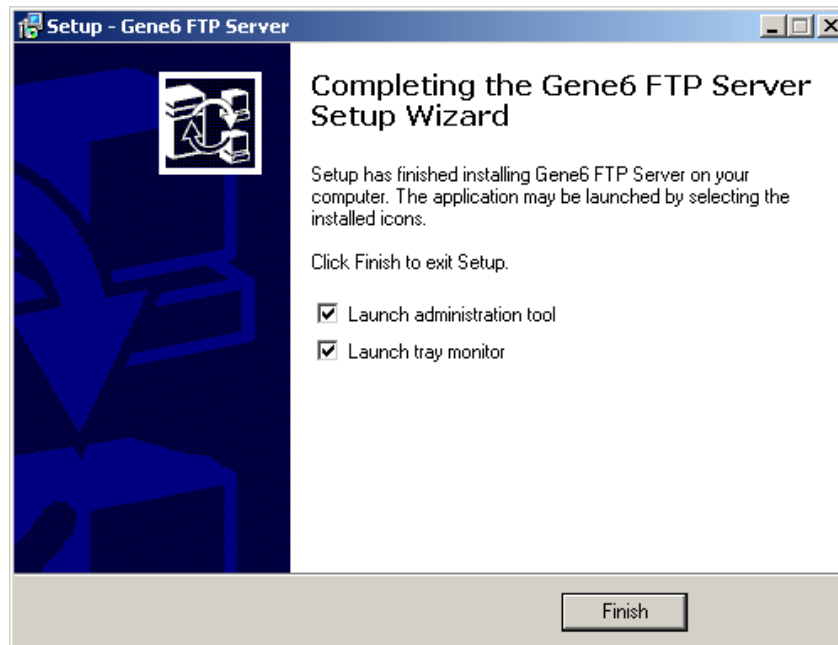 Setup - Gene6 FTP Server
Completing the Gene6 FTP Server
Setup Wizard
Setup has finished installing Gene6 FTP Server on your
computer. The application may be launched by selecting the
installed icons.
Click Finish to exit Setup.
Launch administration tool
Launch tray monitor
Finish